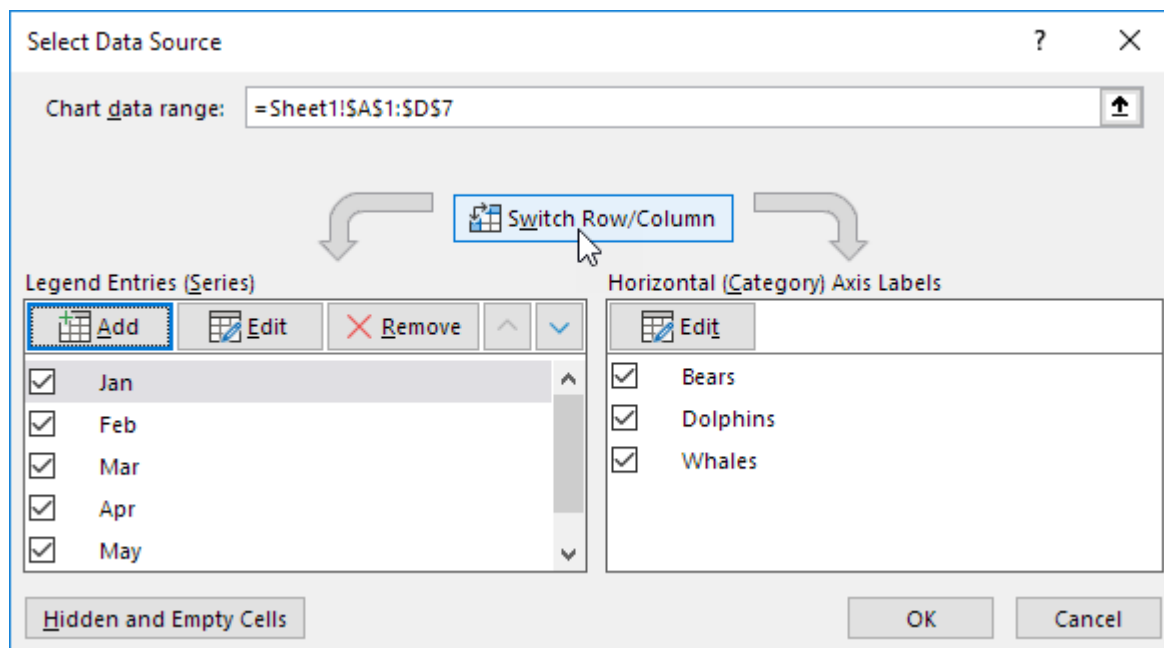 Select Data Source ?
Chart data range: =Sheet1!$A$1:$D$7
Switch Row/Column
Legend Entries (Series)
Add Edit Remove
Jan
Feb
Mar
Apr
May
Horizontal (Category) Axis Labels
Edit
Bears
Dolphins
Whales
Hidden and Empty Cells
OK Cancel